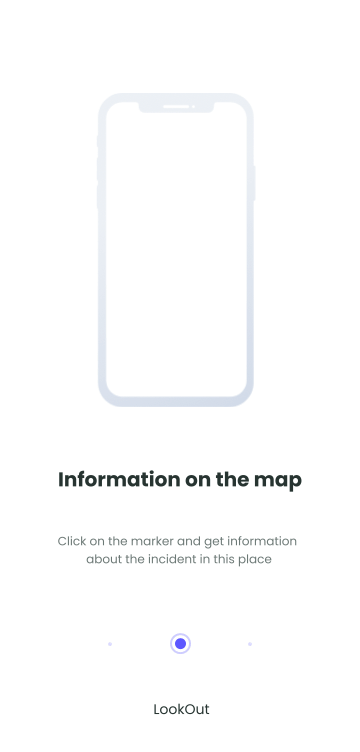 Information on the map
Click on the marker and get information
about the incident in this place
LookOut